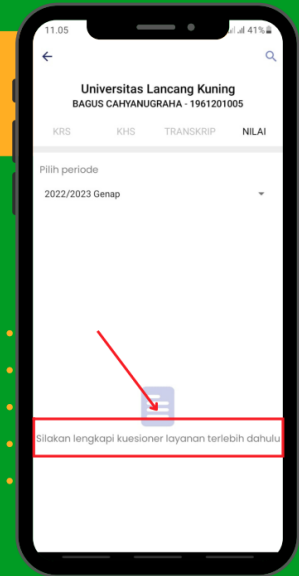 11.05
41%
Universitas Lancang Kuning
BAGUS CAHYANUGRAHA - 1961201005
KRS KHS TRANSKRIP NILAI
Pilih periode
2022/2023 Genap
Silakan lengkapi kuesioner layanan terlebih dahulu